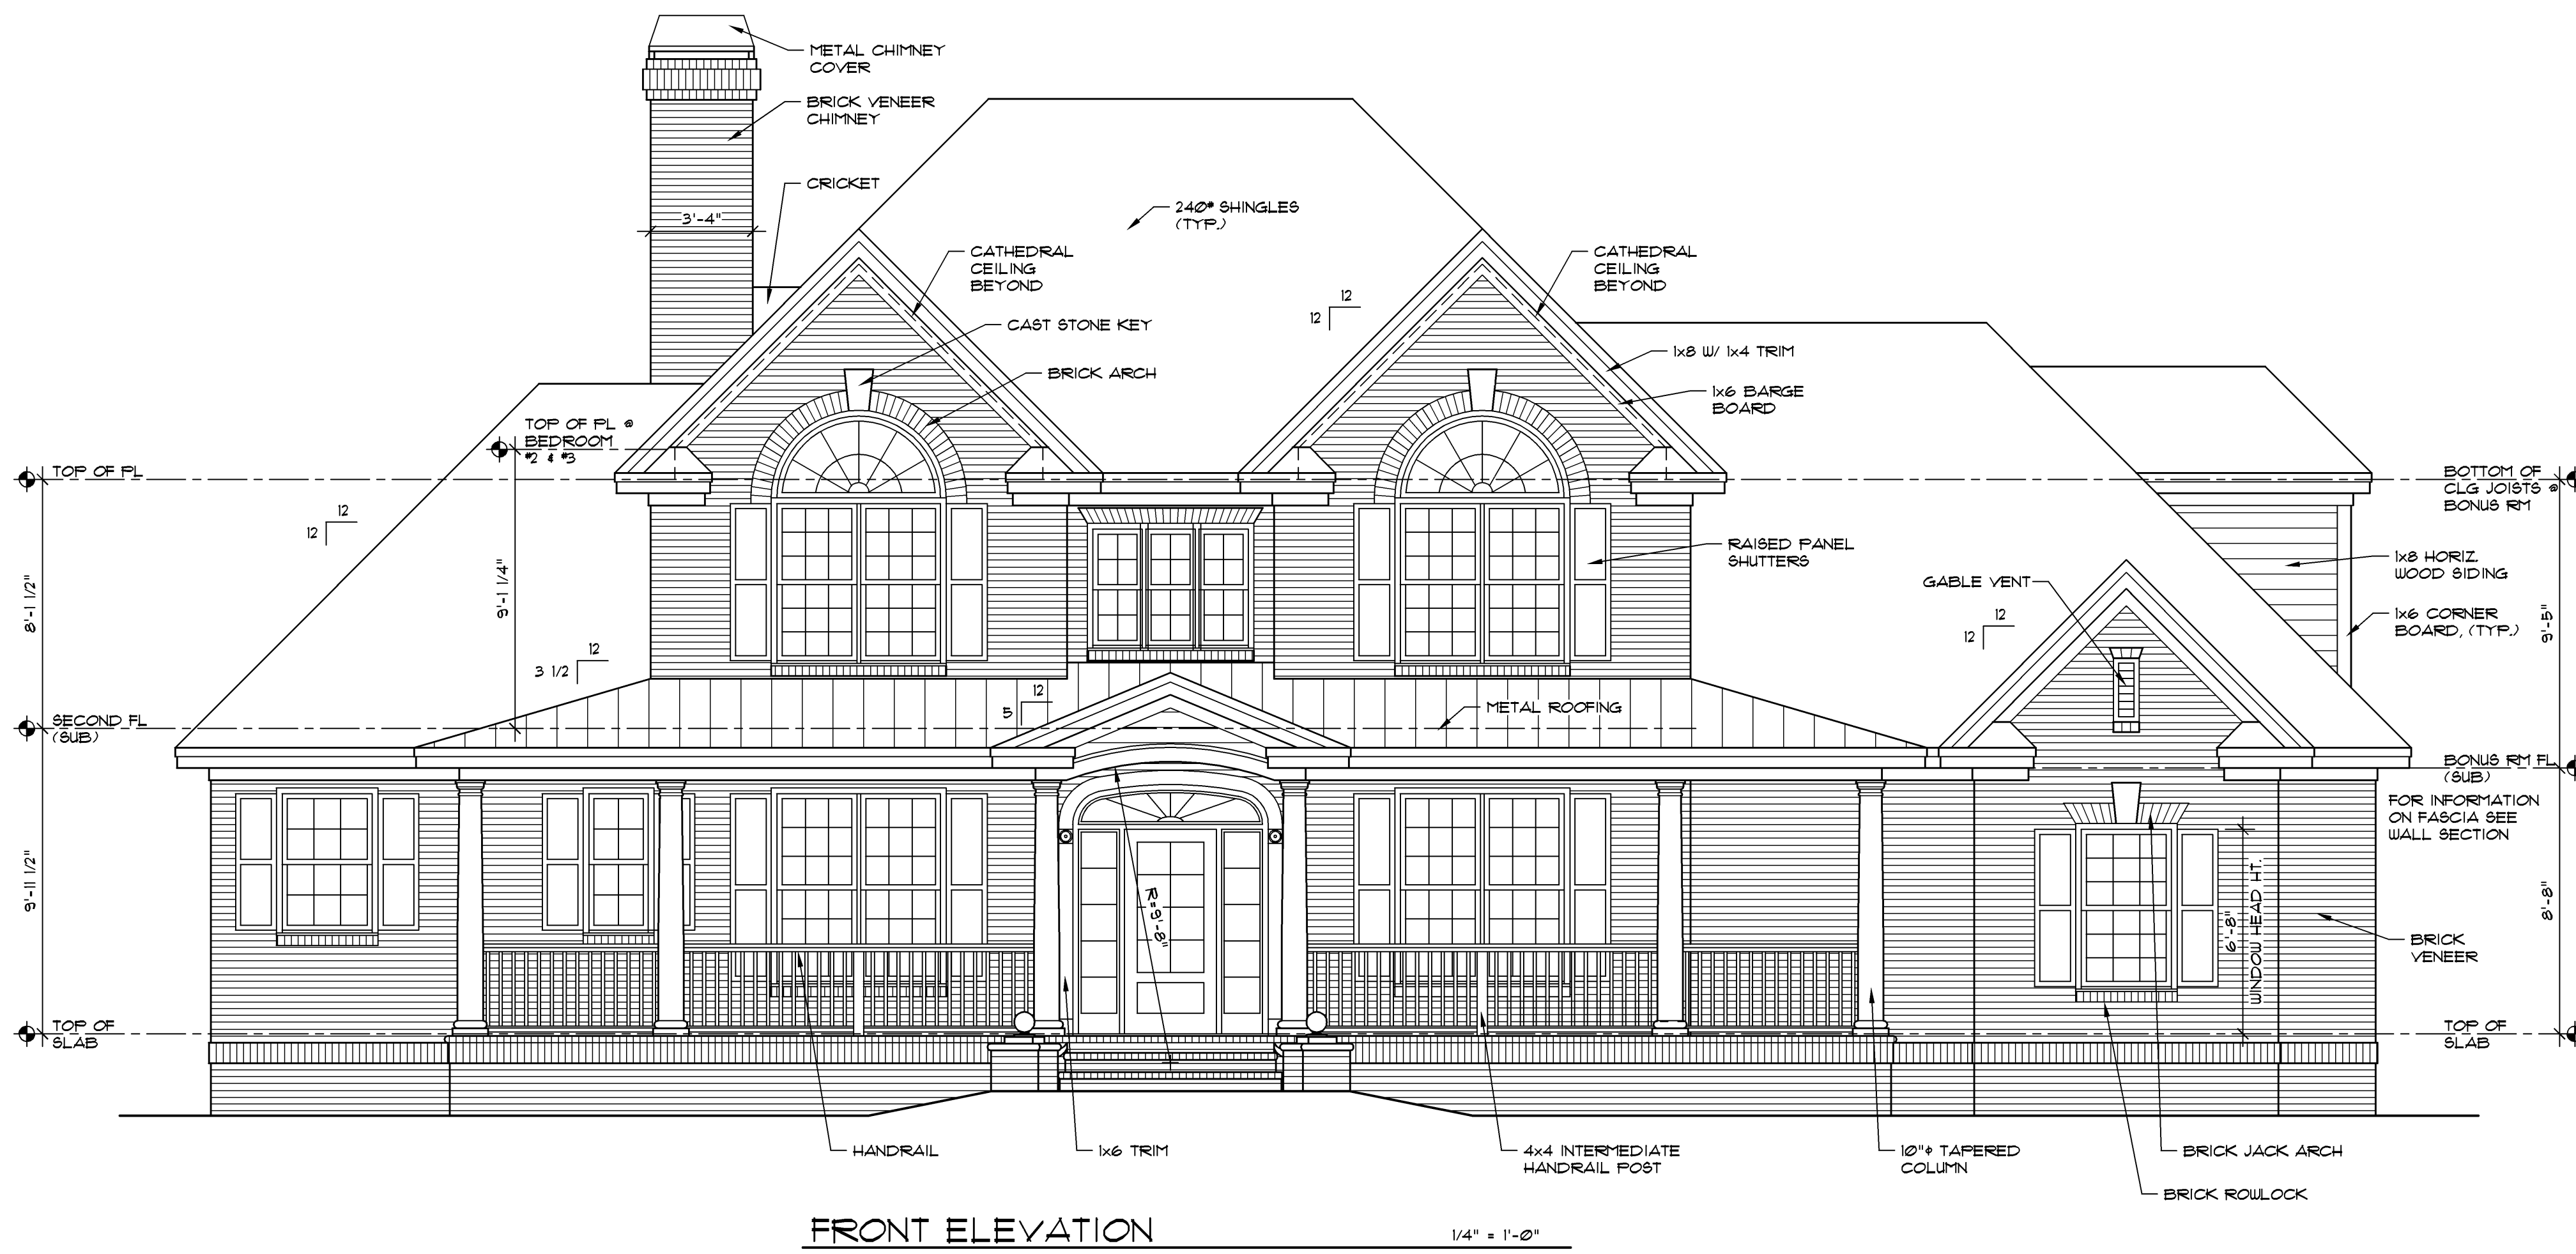 METAL CHIMNEY
COVER
BRICK VENEER
CHIMNEY
CRICKET
3'-4"
240# SHINGLES
(TYP.)
CATHEDRAL
CEILING
BEYOND
CATHEDRAL
CEILING
BEYOND
12
12
CAST STONE KEY
BRICK ARCH
1x8 W/ 1x4 TRIM
1x6 BARGE
BOARD
TOP OF PL @
BEDROOM
#2 & #3
TOP OF PL
BOTTOM OF
CLG JOISTS @
BONUS RM
12
12
RAISED PANEL
SHUTTERS
1x8 HORIZ.
WOOD SIDING
GABLE VENT
8'-1 1/2"
9'-1 1/4"
12
12
1x6 CORNER
BOARD, (TYP.)
9'-5"
12
3 1/2
12
5
METAL ROOFING
SECOND FL
(SUB)
BONUS RM FL
(SUB)
FOR INFORMATION
ON FASCIA SEE
WALL SECTION
9'-11 1/2"
R=9'-8"
6'-8"
WINDOW HEAD HT.
8'-8"
BRICK
VENEER
TOP OF
SLAB
TOP OF
SLAB
HANDRAIL
1x6 TRIM
4x4 INTERMEDIATE
HANDRAIL POST
10"ϕ TAPERED
COLUMN
BRICK JACK ARCH
BRICK ROWLOCK
FRONT ELEVATION
1/4" = 1'-0"